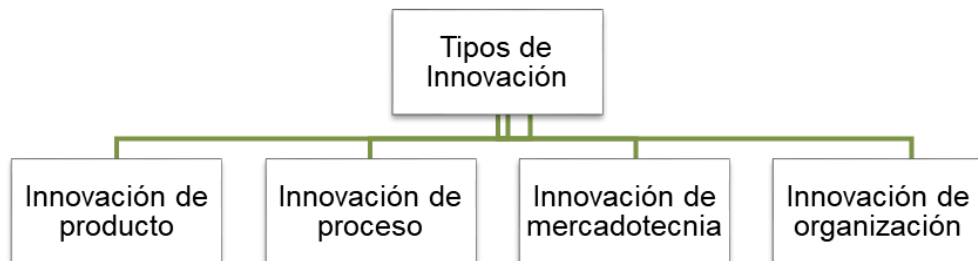 Tipos de
Innovación
Innovación de
producto
Innovación de
proceso
Innovación de
mercadotecnia
Innovación de
organización